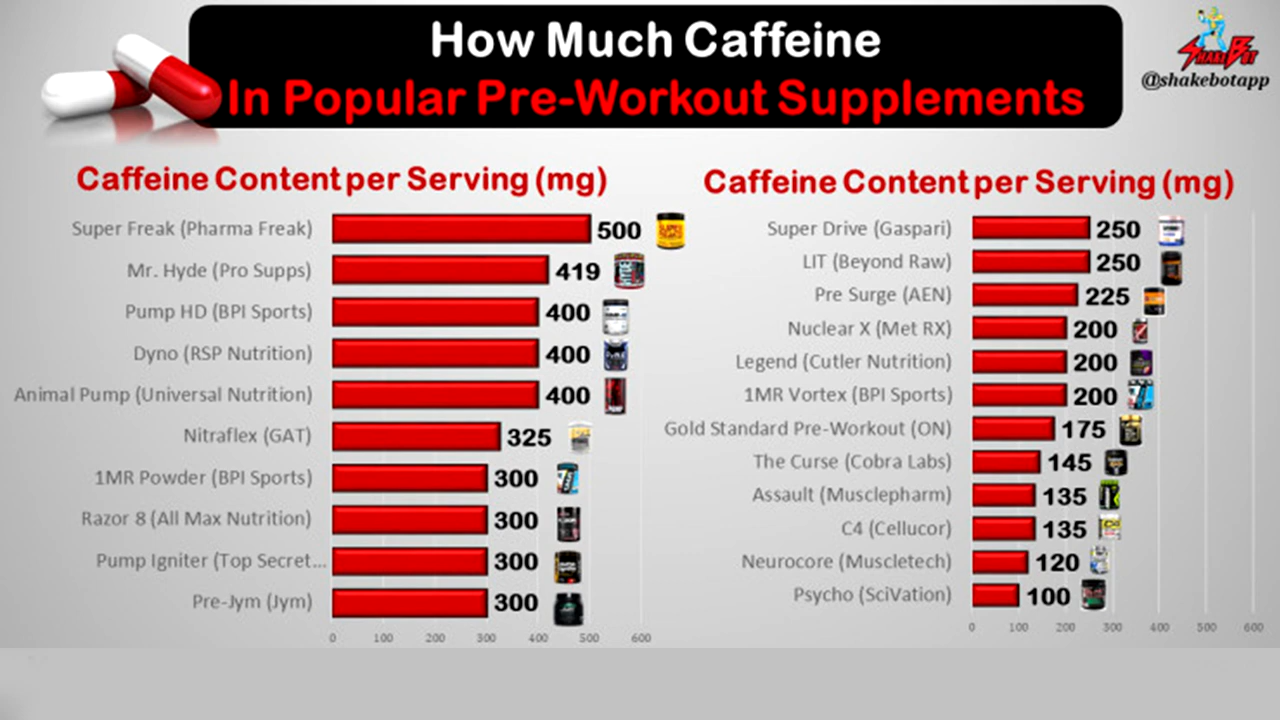 How Much Caffeine
In Popular Pre-Workout Supplements
SHAKEBOT
@shakebotapp
Caffeine Content per Serving (mg)
Super Freak (Pharma Freak) 500
Mr. Hyde (Pro Supps) 419
Pump HD (BPI Sports) 400
Dyno (RSP Nutrition) 400
Animal Pump (Universal Nutrition) 400
Nitraflex (GAT) 325
1MR Powder (BPI Sports) 300
Razor 8 (All Max Nutrition) 300
Pump Igniter (Top Secret... 300
Pre-Jym (Jym) 300
0 100 200 300 400 500 600
Caffeine Content per Serving (mg)
Super Drive (Gaspari) 250
LIT (Beyond Raw) 250
Pre Surge (AEN) 225
Nuclear X (Met RX) 200
Legend (Cutler Nutrition) 200
1MR Vortex (BPI Sports) 200
Gold Standard Pre-Workout (ON) 175
The Curse (Cobra Labs) 145
Assault (Musclepharm) 135
C4 (Cellucor) 135
Neurocore (Muscletech) 120
Psycho (SciVation) 100
0 100 200 300 400 500 600